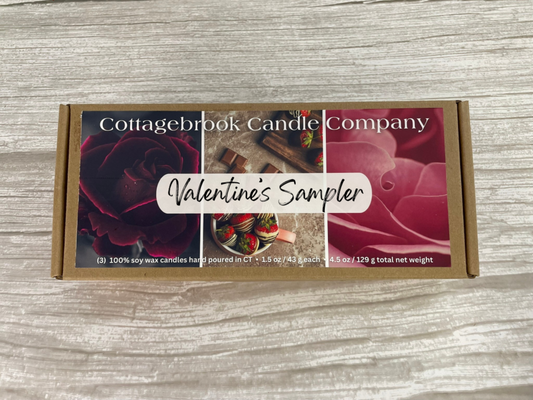 Cottagebrook Candle Company
Valentine's Sampler
(3) 100% soy wax candles hand poured in CT • 1.5 oz / 43 g each • 4.5 oz / 129 g total net weight